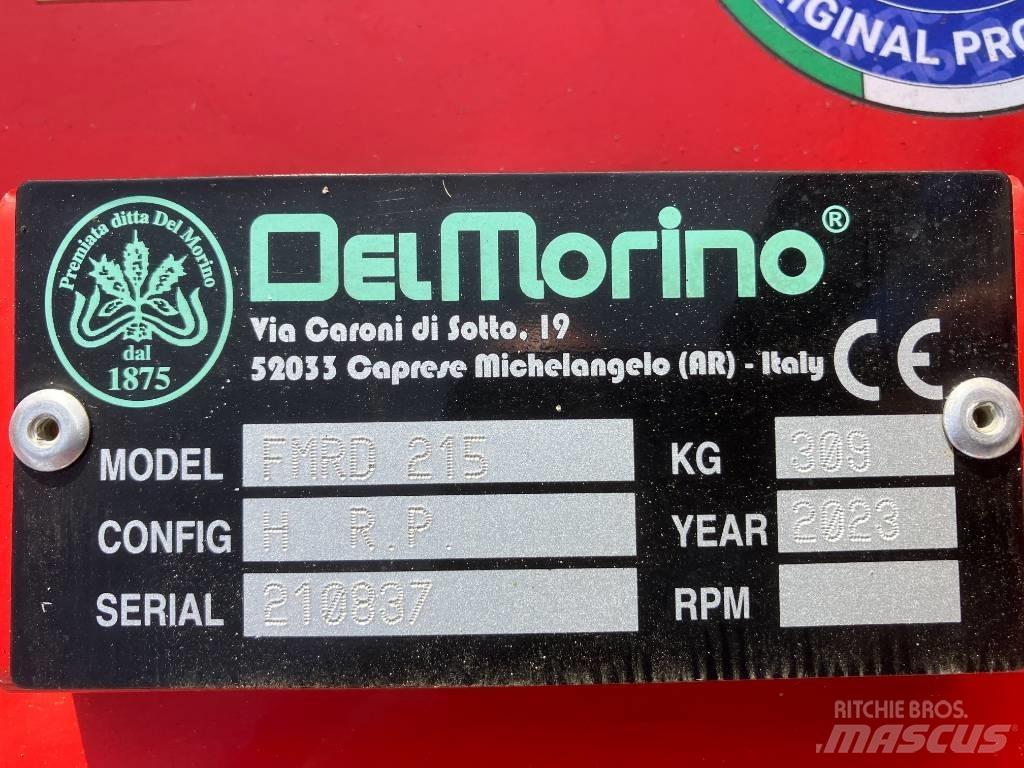 IGINAL PRO
Premiata ditta Del Morino
dal
1875
DELMORINO®
Via Caroni di Sotto, 19
52033 Caprese Michelangelo (AR) - Italy
CE
MODEL FMRD 215 KG 309
CONFIG H R.P. YEAR 2023
SERIAL 210837 RPM
RITCHIE BROS.
MASCUS